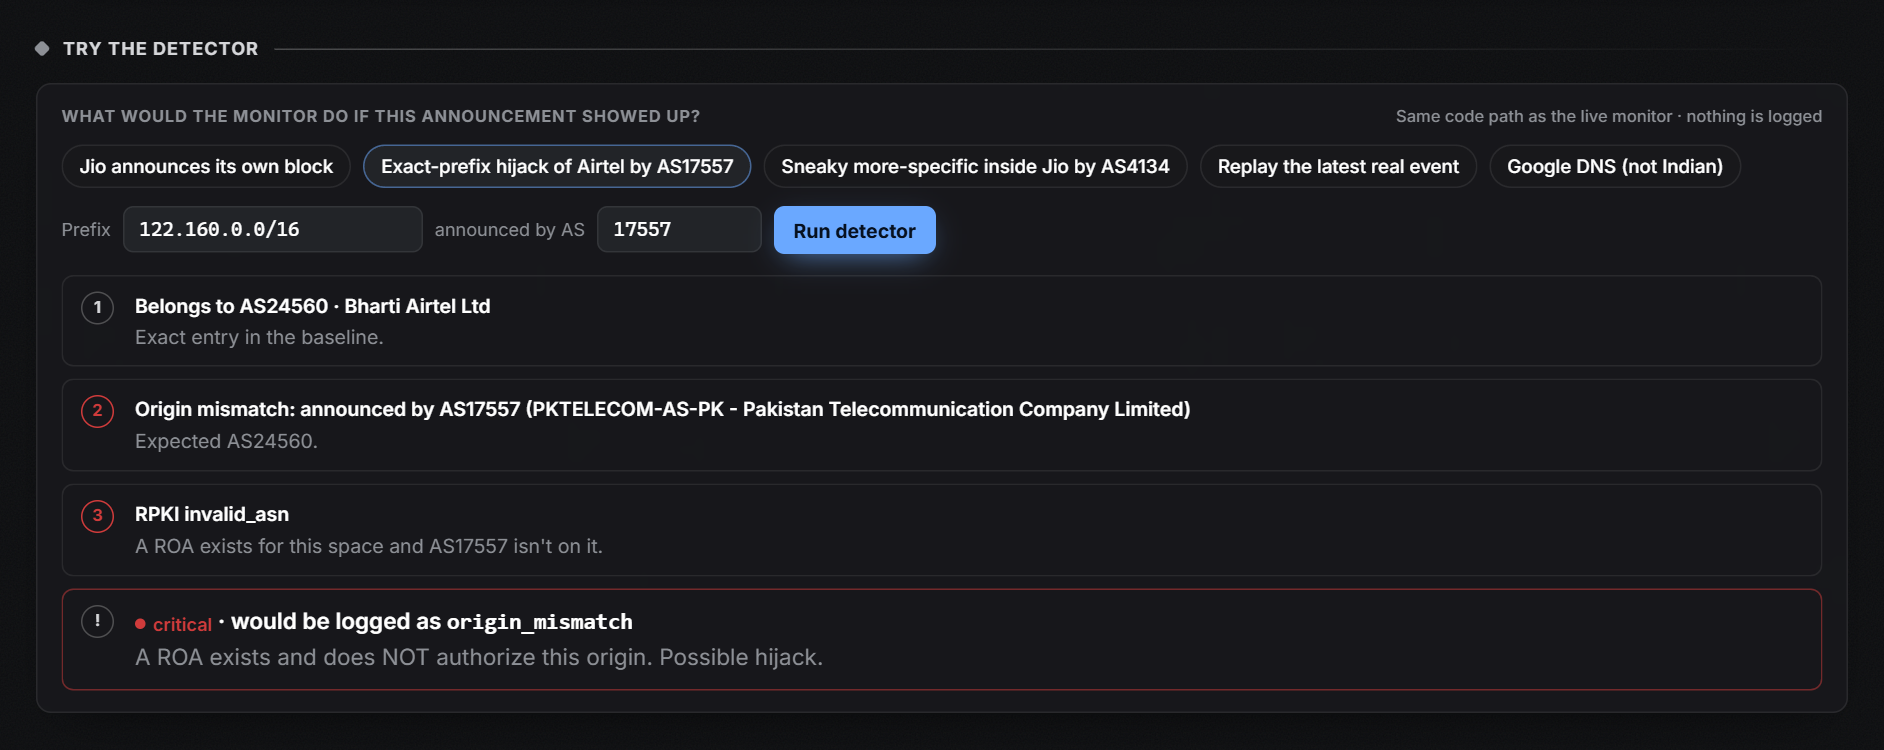 TRY THE DETECTOR
WHAT WOULD THE MONITOR DO IF THIS ANNOUNCEMENT SHOWED UP?
Same code path as the live monitor · nothing is logged
Jio announces its own block
Exact-prefix hijack of Airtel by AS17557
Sneaky more-specific inside Jio by AS4134
Replay the latest real event
Google DNS (not Indian)
Prefix 122.160.0.0/16 announced by AS 17557 Run detector
1 Belongs to AS24560 · Bharti Airtel Ltd
Exact entry in the baseline.
2 Origin mismatch: announced by AS17557 (PKTELECOM-AS-PK - Pakistan Telecommunication Company Limited)
Expected AS24560.
3 RPKI invalid_asn
A ROA exists for this space and AS17557 isn't on it.
! critical · would be logged as origin_mismatch
A ROA exists and does NOT authorize this origin. Possible hijack.